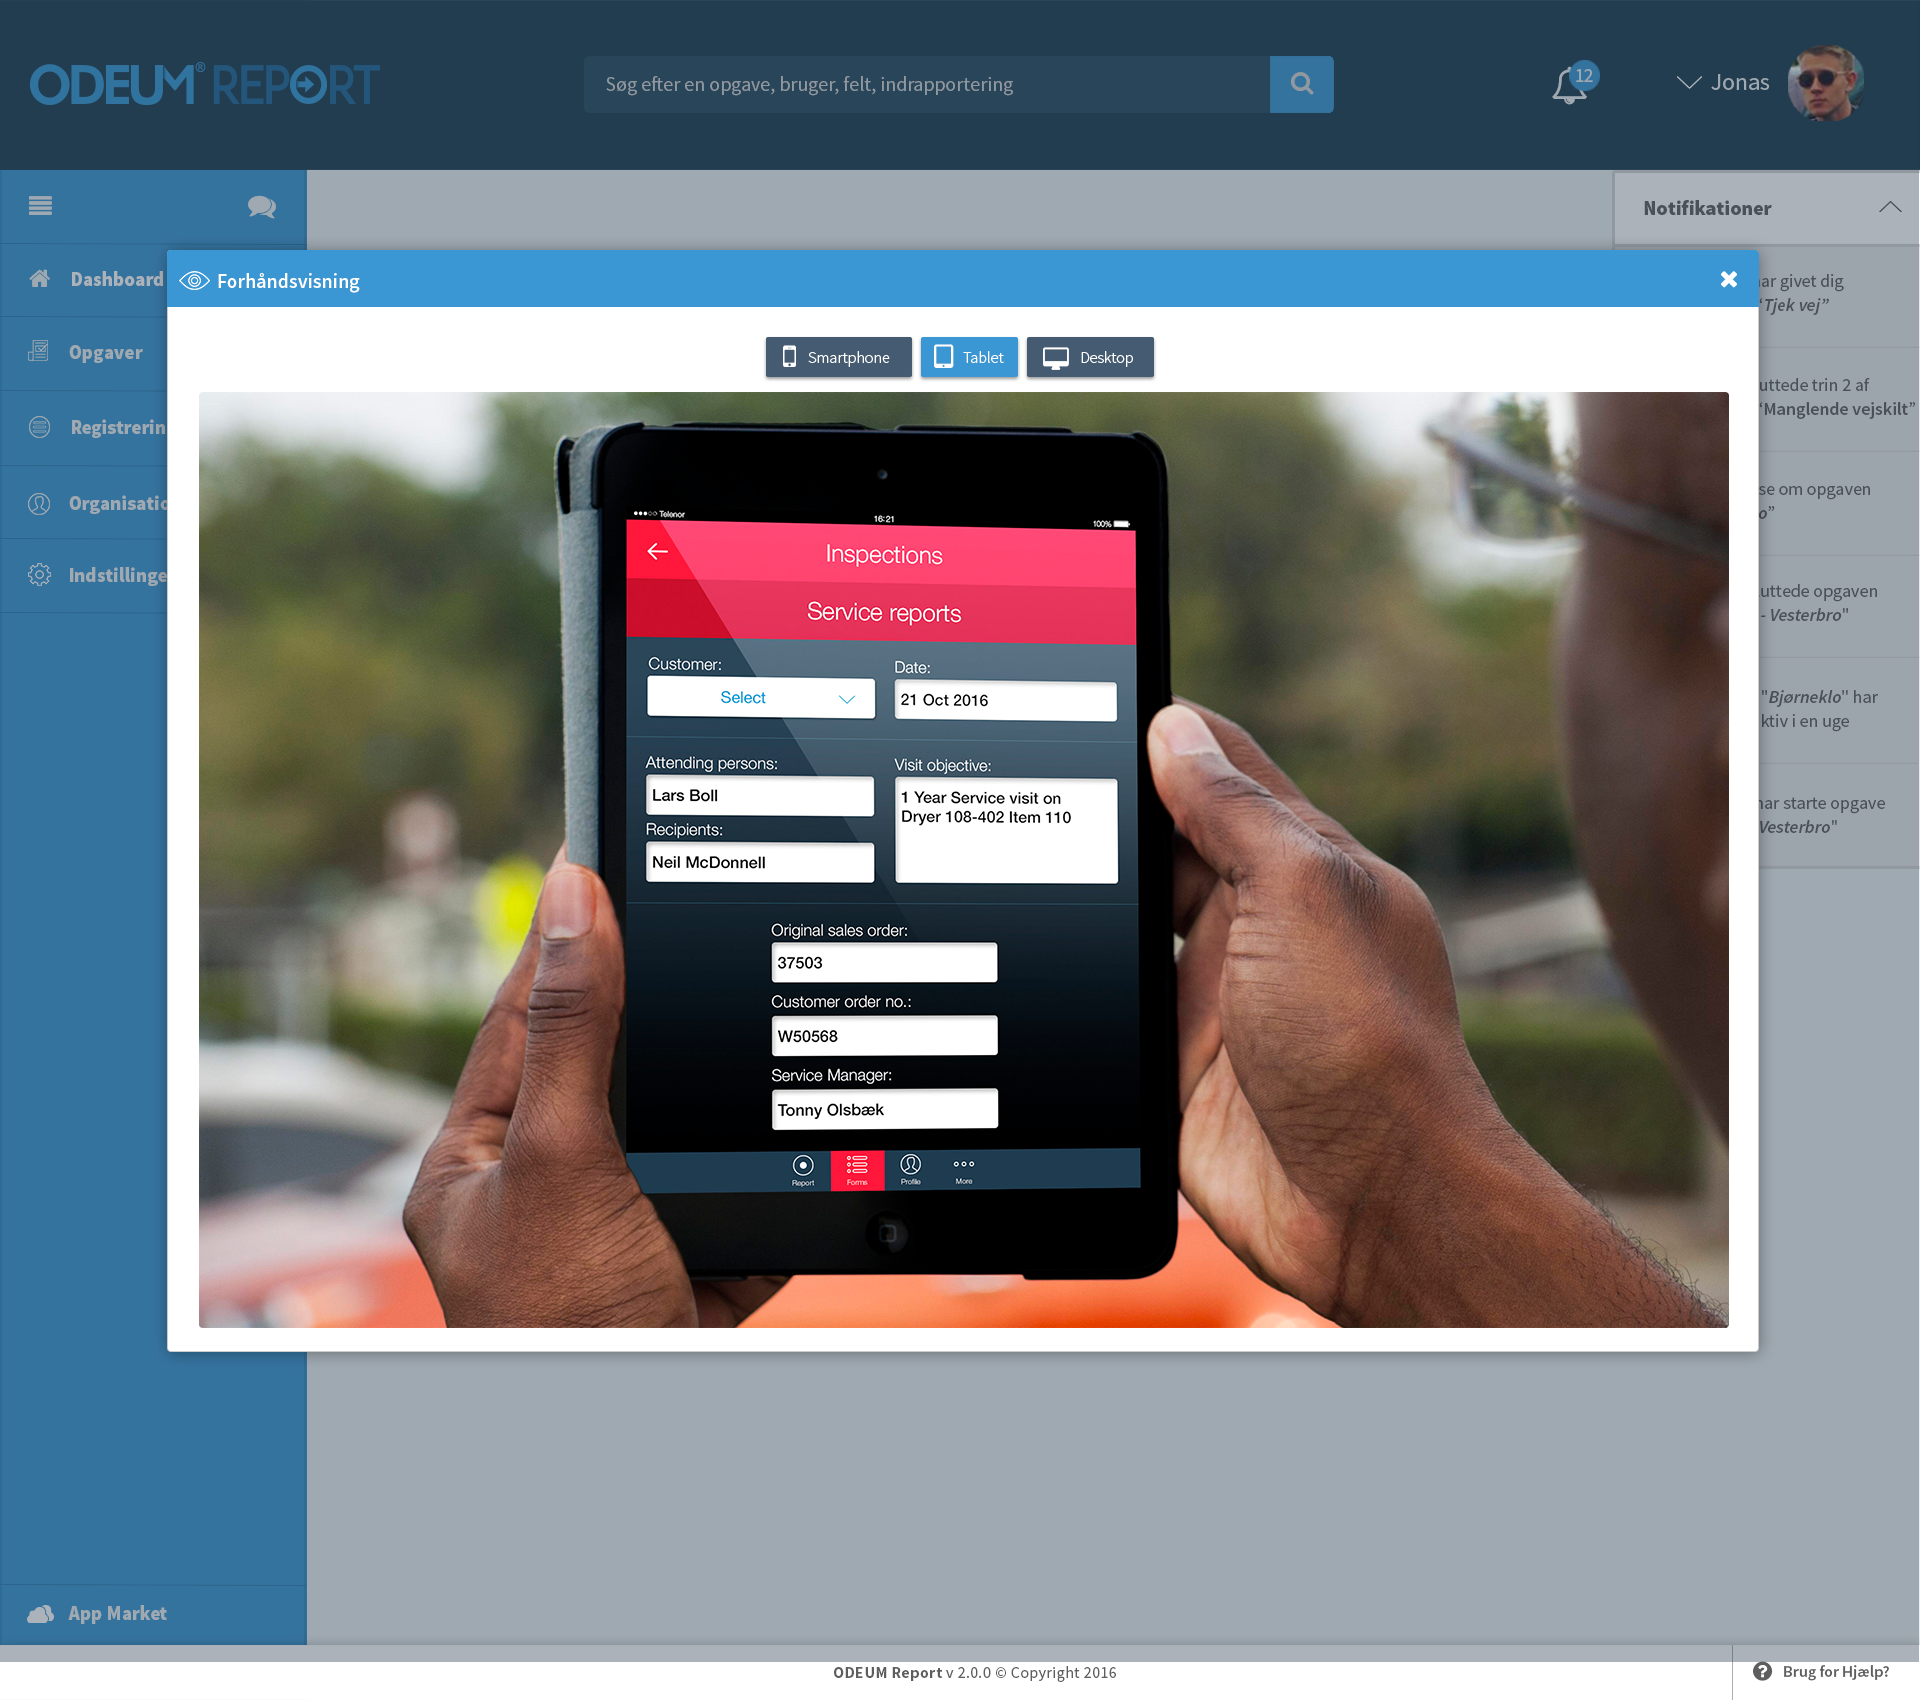 ODEUM® REPORT
Søg efter en opgave, bruger, felt, indrapportering
12
Jonas
Notifikationer
Dashboard
Opgaver
Registrerin
Organisatio
Indstillinge
App Market
Forhåndsvisning
Smartphone
Tablet
Desktop
Telenor
16:21
100%
Inspections
Service reports
Customer:
Select
Date:
21 Oct 2016
Attending persons:
Lars Boll
Recipients:
Neil McDonnell
Visit objective:
1 Year Service visit on
Dryer 108-402 Item 110
Original sales order:
37503
Customer order no.:
W50568
Service Manager:
Tonny Olsbæk
Report
Forms
Profile
More
har givet dig
"Tjek vej”
uttede trin 2 af
“Manglende vejskilt”
se om opgaven
o”
uttede opgaven
- Vesterbro"
"Bjørneklo" har
ktiv i en uge
har starte opgave
Vesterbro"
ODEUM Report v 2.0.0 © Copyright 2016
Brug for Hjælp?